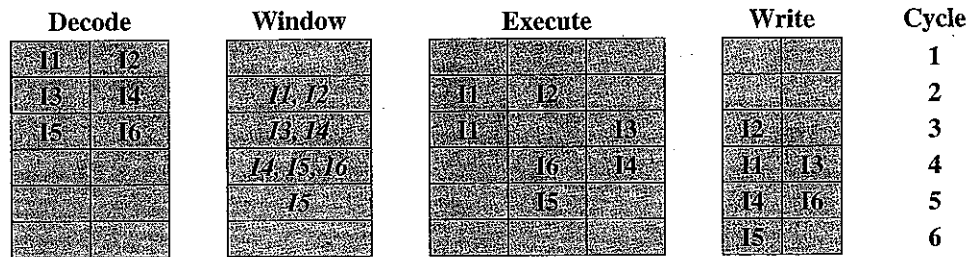 Decode Window Execute Write Cycle
I1 I2 1
I3 I4 I1, I2 I1 I2 2
I5 I6 I3, I4 I1 I3 I2 3
I4, I5, I6 I6 I4 I1 I3 4
I5 I5 I4 I6 5
I5 6